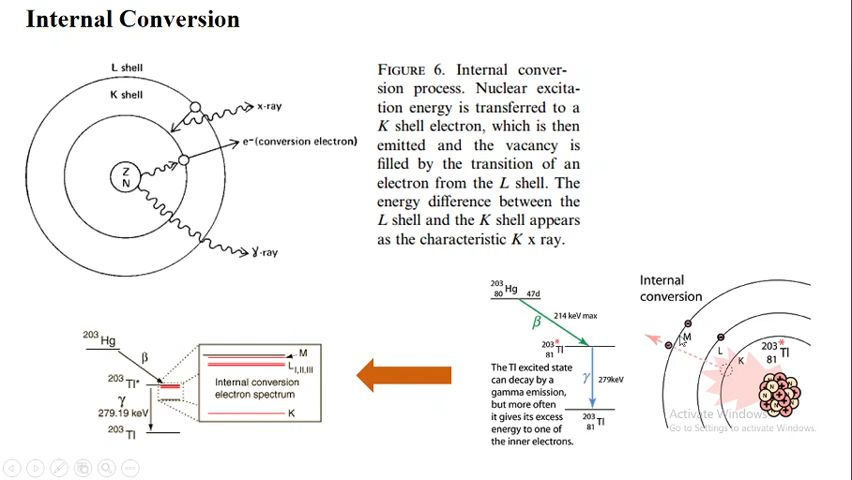 Internal Conversion
L shell
K shell
x-ray
e⁻(conversion electron)
Z
N
γ-ray
FIGURE 6. Internal conver-
sion process. Nuclear excita-
tion energy is transferred to a
K shell electron, which is then
emitted and the vacancy is
filled by the transition of an
electron from the L shell. The
energy difference between the
L shell and the K shell appears
as the characteristic K x ray.
203Hg
β
203Tl*
γ
279.19 keV
203Tl
M
L I,II,III
Internal conversion
electron spectrum
K
203
80 Hg 47d
β
214 keV max
203*
81 Tl
The Tl excited state
can decay by a
gamma emission,
but more often
it gives its excess
energy to one of
the inner electrons.
γ
279keV
203
81 Tl
Internal
conversion
M
L
K
203*
81 Tl
N
N
N
N
Activate Windows
Go to Settings to activate Windows.